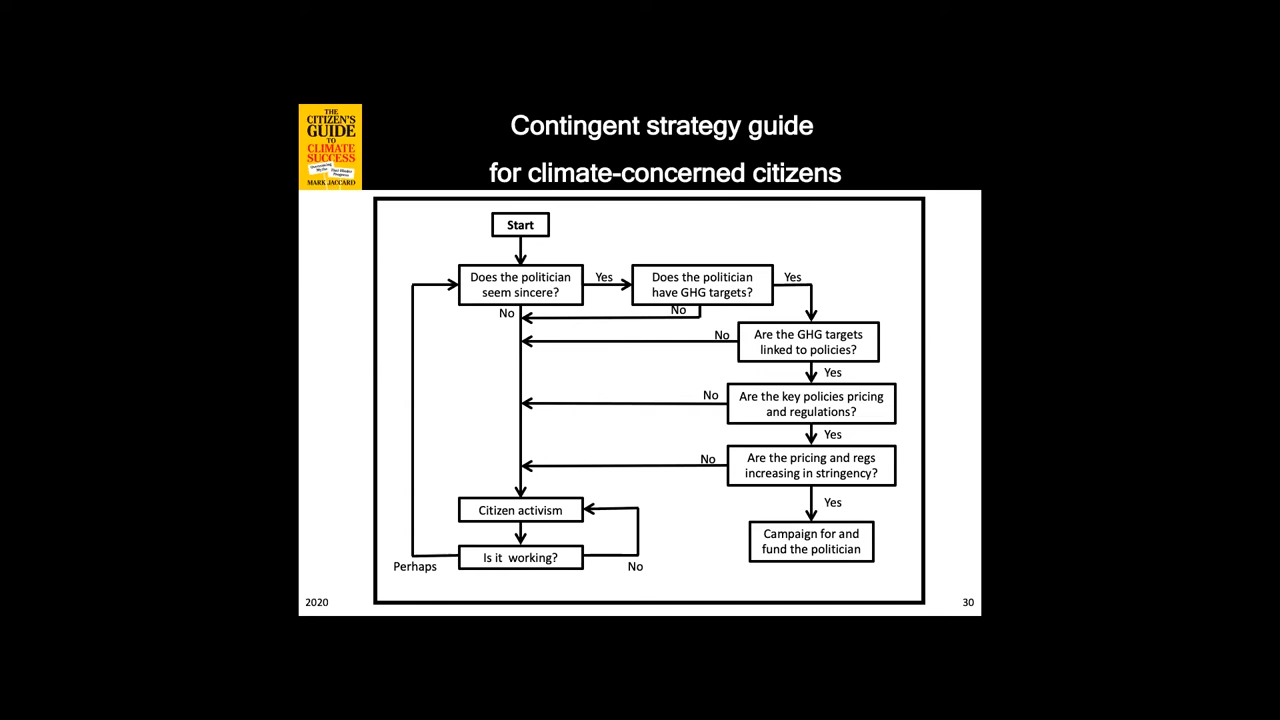 THE
CITIZEN'S
GUIDE
TO
CLIMATE
SUCCESS
MARK JACCARD
Contingent strategy guide
for climate-concerned citizens
Start
Does the politician
seem sincere?
Yes
Does the politician
have GHG targets?
Yes
No
No
No
Are the GHG targets
linked to policies?
Yes
No
Are the key policies pricing
and regulations?
Yes
No
Are the pricing and regs
increasing in stringency?
Yes
Citizen activism
Campaign for and
fund the politician
Is it working?
Perhaps
No
2020
30